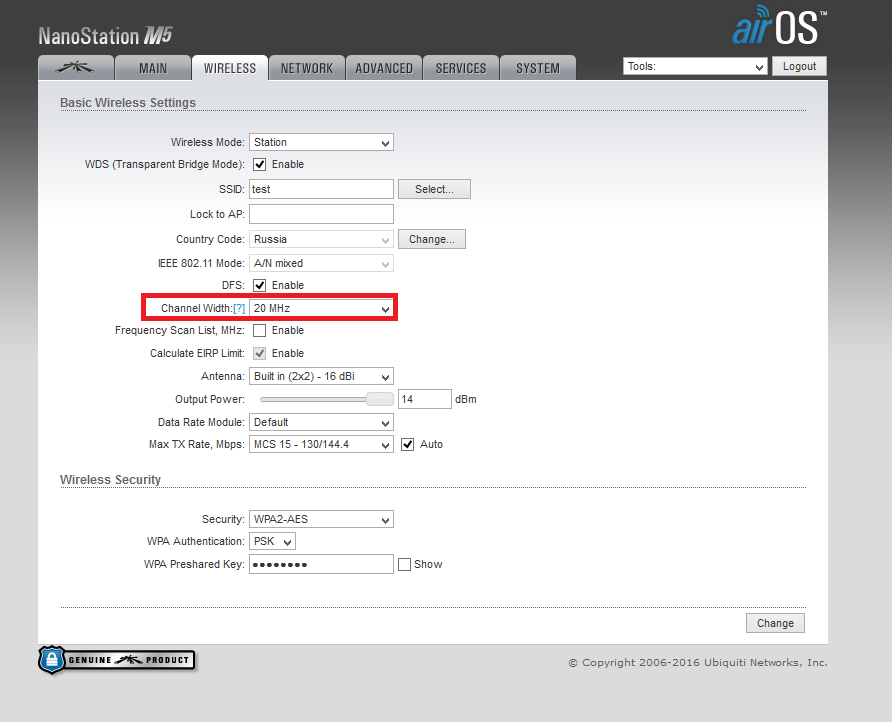 NanoStation M5
airOS™
MAIN WIRELESS NETWORK ADVANCED SERVICES SYSTEM Tools: Logout
Basic Wireless Settings
Wireless Mode: Station
WDS (Transparent Bridge Mode): Enable
SSID: test Select...
Lock to AP:
Country Code: Russia Change...
IEEE 802.11 Mode: A/N mixed
DFS: Enable
Channel Width:[?] 20 MHz
Frequency Scan List, MHz: Enable
Calculate EIRP Limit: Enable
Antenna: Built in (2x2) - 16 dBi
Output Power: 14 dBm
Data Rate Module: Default
Max TX Rate, Mbps: MCS 15 - 130/144.4 Auto
Wireless Security
Security: WPA2-AES
WPA Authentication: PSK
WPA Preshared Key: •••••••• Show
Change
GENUINE PRODUCT
© Copyright 2006-2016 Ubiquiti Networks, Inc.